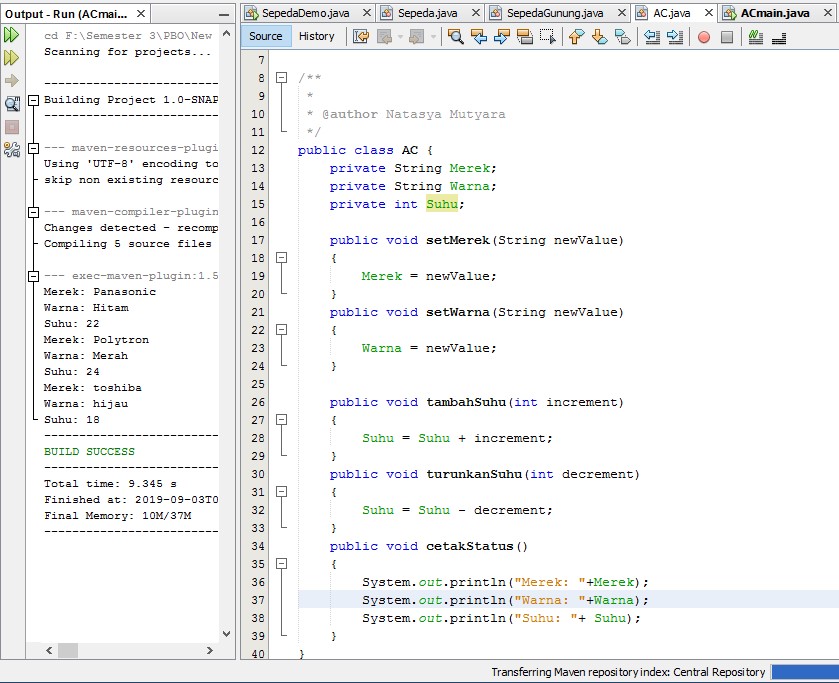 Output - Run (ACmai...
cd F:\Semester 3\PBO\New
Scanning for projects...
------------------------
Building Project 1.0-SNAP
------------------------
--- maven-resources-plugi
Using 'UTF-8' encoding to
skip non existing resourc
--- maven-compiler-plugin
Changes detected - recomp
Compiling 5 source files
--- exec-maven-plugin:1.5
Merek: Panasonic
Warna: Hitam
Suhu: 22
Merek: Polytron
Warna: Merah
Suhu: 24
Merek: toshiba
Warna: hijau
Suhu: 18
------------------------
BUILD SUCCESS
------------------------
Total time: 9.345 s
Finished at: 2019-09-03T0
Final Memory: 10M/37M
------------------------
SepedaDemo.java Sepeda.java SepedaGunung.java AC.java ACmain.java
Source History
7
8 /**
9 *
10 * @author Natasya Mutyara
11 */
12 public class AC {
13 private String Merek;
14 private String Warna;
15 private int Suhu;
16
17 public void setMerek(String newValue)
18 {
19 Merek = newValue;
20 }
21 public void setWarna(String newValue)
22 {
23 Warna = newValue;
24 }
25
26 public void tambahSuhu(int increment)
27 {
28 Suhu = Suhu + increment;
29 }
30 public void turunkanSuhu(int decrement)
31 {
32 Suhu = Suhu - decrement;
33 }
34 public void cetakStatus()
35 {
36 System.out.println("Merek: "+Merek);
37 System.out.println("Warna: "+Warna);
38 System.out.println("Suhu: "+ Suhu);
39 }
40 }
Transferring Maven repository index: Central Repository